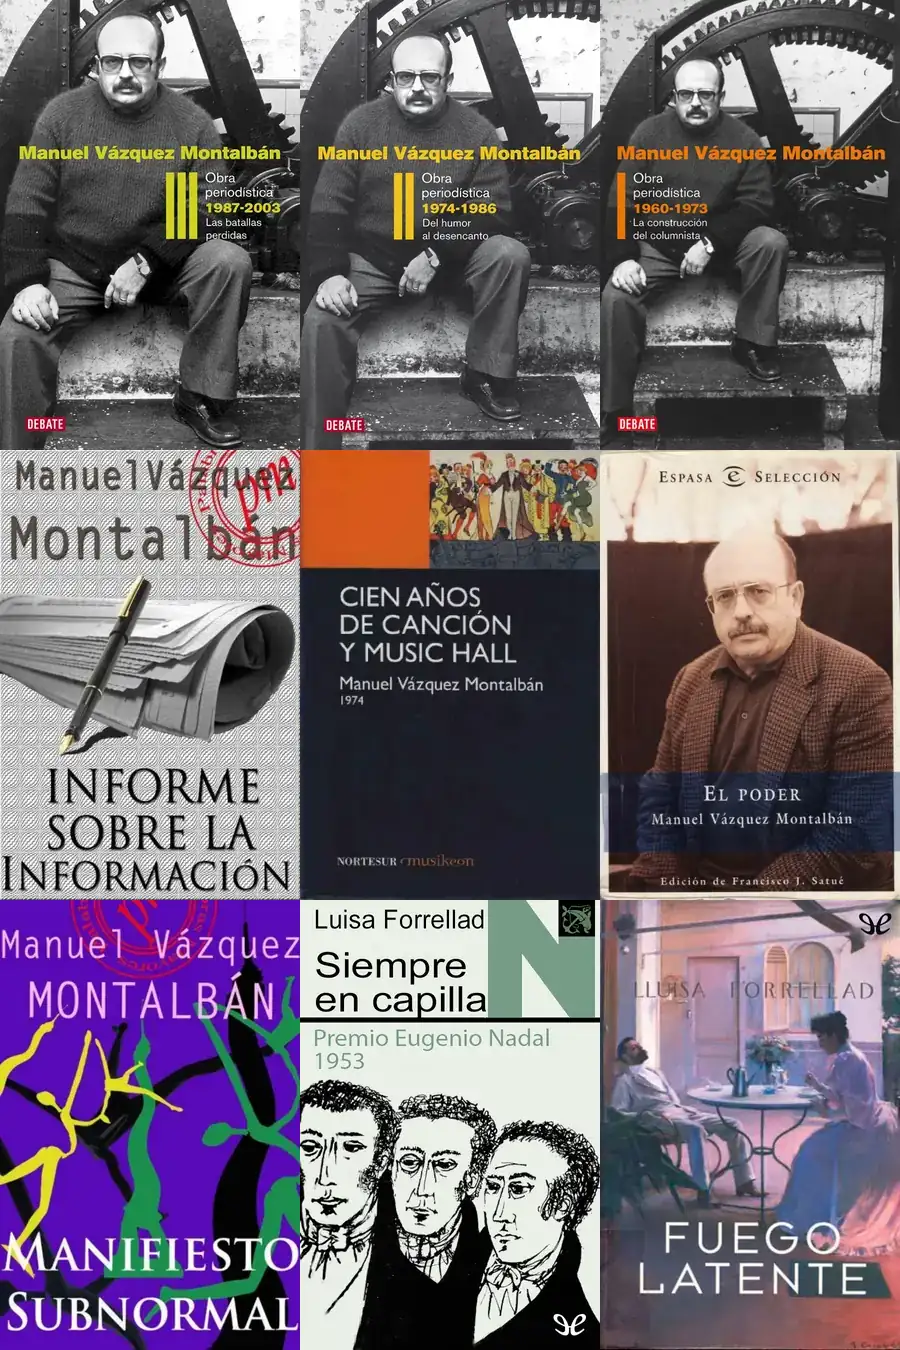 Manuel Vázquez Montalbán
III
Obra
periodística
1987-2003
Las batallas
perdidas
DEBATE
Manuel Vázquez Montalbán
II
Obra
periodística
1974-1986
Del humor
al desencanto
DEBATE
Manuel Vázquez Montalbán
I
Obra
periodística
1960-1973
La construcción
del columnista
DEBATE
Manuel Vázquez
Montalbán
pm
INFORME
SOBRE LA
INFORMACIÓN
CIEN AÑOS
DE CANCIÓN
Y MUSIC HALL
Manuel Vázquez Montalbán
1974
NORTESUR musikeon
ESPASA e SELECCIÓN
EL PODER
Manuel Vázquez Montalbán
Edición de Francisco J. Satué
Manuel Vázquez
MONTALBÁN
MANIFIESTO
SUBNORMAL
Luisa Forrellad
N
Siempre
en capilla
Premio Eugenio Nadal
1953
LLUÏSA FORRELLAD
FUEGO
LATENTE